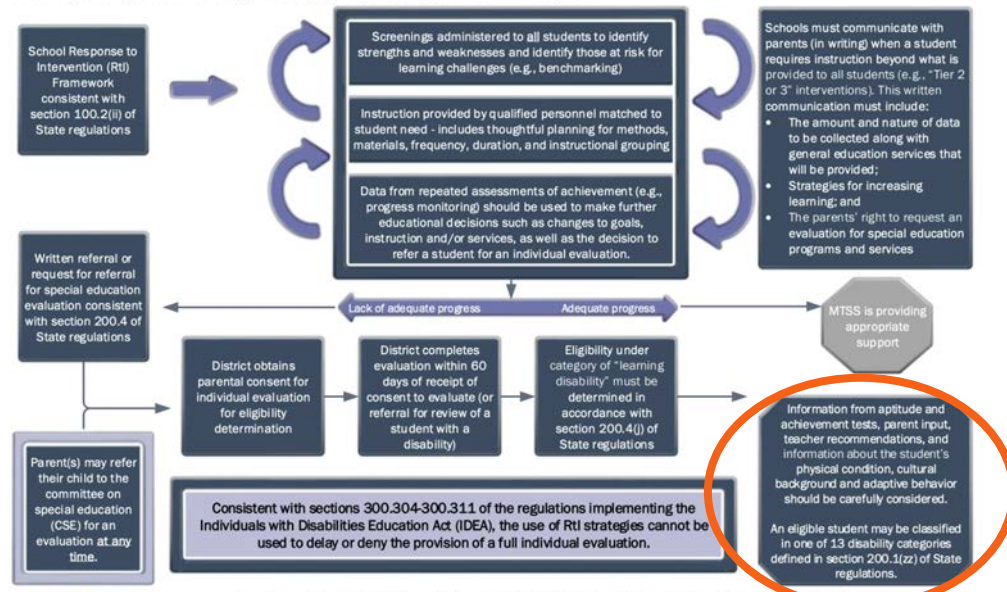 School Response to
Intervention (RtI)
Framework
consistent with
section 100.2(ii) of
State regulations
Screenings administered to all students to identify
strengths and weaknesses and identify those at risk for
learning challenges (e.g., benchmarking)
Instruction provided by qualified personnel matched to
student need - includes thoughtful planning for methods,
materials, frequency, duration, and instructional grouping
Data from repeated assessments of achievement (e.g.,
progress monitoring) should be used to make further
educational decisions such as changes to goals,
instruction and/or services, as well as the decision to
refer a student for an individual evaluation.
Schools must communicate with
parents (in writing) when a student
requires instruction beyond what is
provided to all students (e.g., "Tier 2
or 3" interventions). This written
communication must include:
• The amount and nature of data
to be collected along with
general education services that
will be provided;
• Strategies for increasing
learning; and
• The parents' right to request an
evaluation for special education
programs and services
Written referral or
request for referral
for special education
evaluation consistent
with section 200.4 of
State regulations
Lack of adequate progress
Adequate progress
MTSS is providing
appropriate
support
District obtains
parental consent for
individual evaluation
for eligibility
determination
District completes
evaluation within 60
days of receipt of
consent to evaluate (or
referral for review of a
student with a
disability)
Eligibility under
category of "learning
disability" must be
determined in
accordance with
section 200.4(j) of
State regulations
Information from aptitude and
achievement tests, parent input,
teacher recommendations, and
information about the student's
physical condition, cultural
background and adaptive behavior
should be carefully considered.
An eligible student may be classified
in one of 13 disability categories
defined in section 200.1(zz) of State
regulations.
Parent(s) may refer
their child to the
committee on
special education
(CSE) for an
evaluation at any
time.
Consistent with sections 300.304-300.311 of the regulations implementing the
Individuals with Disabilities Education Act (IDEA), the use of RtI strategies cannot be
used to delay or deny the provision of a full individual evaluation.